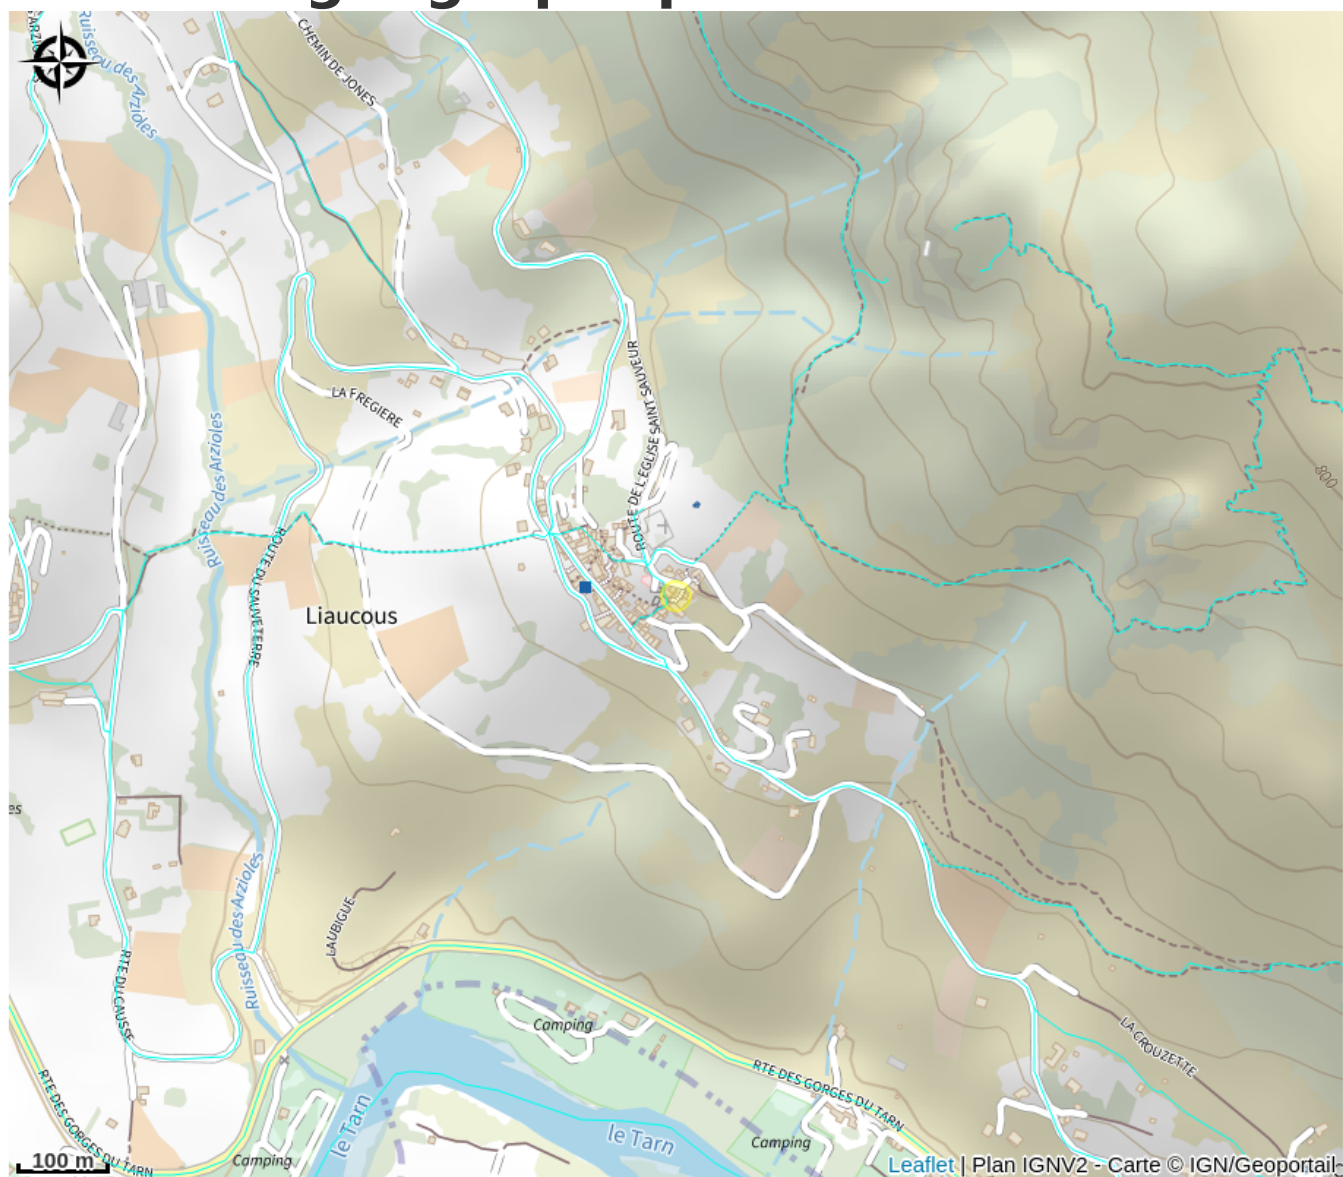 Ruisseau des Arzioles
CHEMIN DE JONES
ROUTE DE L'EGLISE SAINT SAUVEUR
LA FREGIERE
Ruisseau des Arzioles
800
ROUTE DU SAUVETERRE
Liaucous
LAUBIGUE
Ruisseau des Arzioles
RTE DU CAUSSE
Camping
LA CROUZETTE
RTE DES GORGES DU TARN
RTE DES GORGES DU TARN
le Tarn
le Tarn
Camping
Camping
100 m
Leaflet | Plan IGNV2 - Carte © IGN/Geoportail